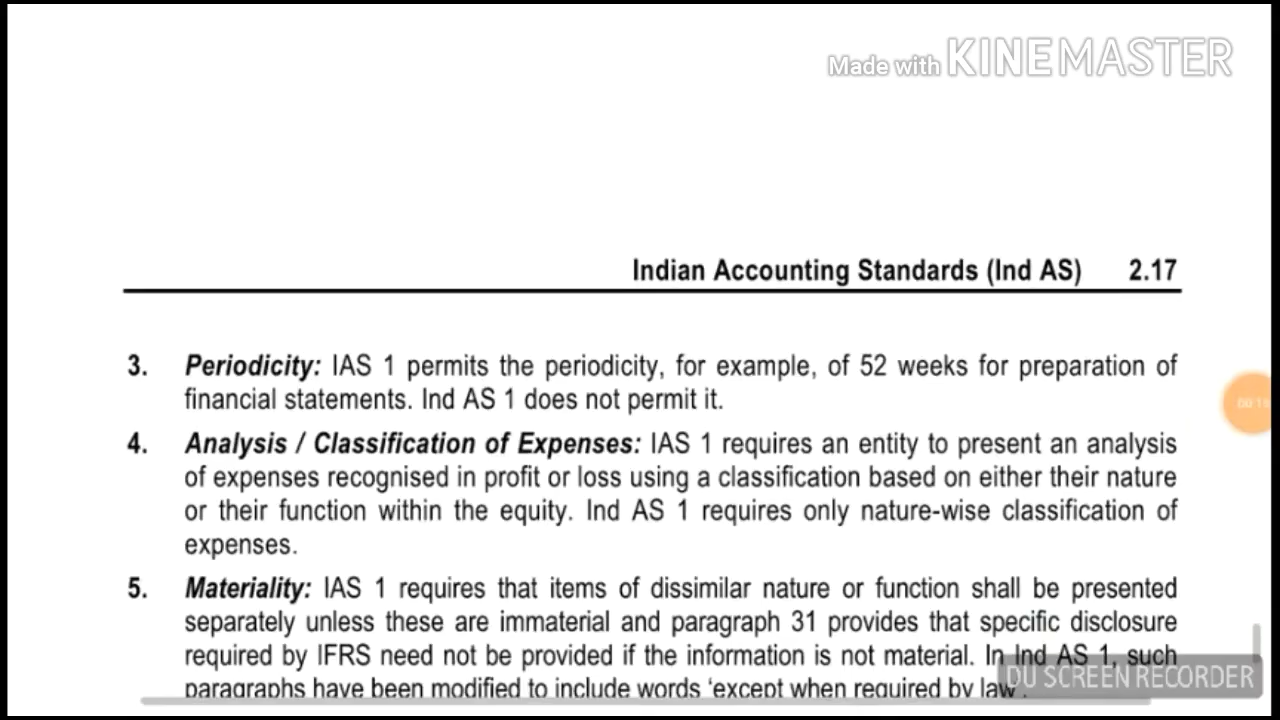 Made with KINEMASTER
Indian Accounting Standards (Ind AS) 2.17
3. Periodicity: IAS 1 permits the periodicity, for example, of 52 weeks for preparation of
financial statements. Ind AS 1 does not permit it.
4. Analysis / Classification of Expenses: IAS 1 requires an entity to present an analysis
of expenses recognised in profit or loss using a classification based on either their nature
or their function within the equity. Ind AS 1 requires only nature-wise classification of
expenses.
5. Materiality: IAS 1 requires that items of dissimilar nature or function shall be presented
separately unless these are immaterial and paragraph 31 provides that specific disclosure
required by IFRS need not be provided if the information is not material. In Ind AS 1, such
paragraphs have been modified to include words 'except when required by law'.
DU SCREEN RECORDER